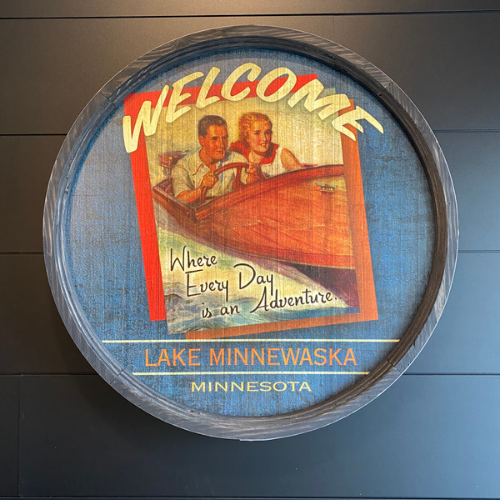 WELCOME
Where
Every Day
is an Adventure...
LAKE MINNEWASKA
MINNESOTA